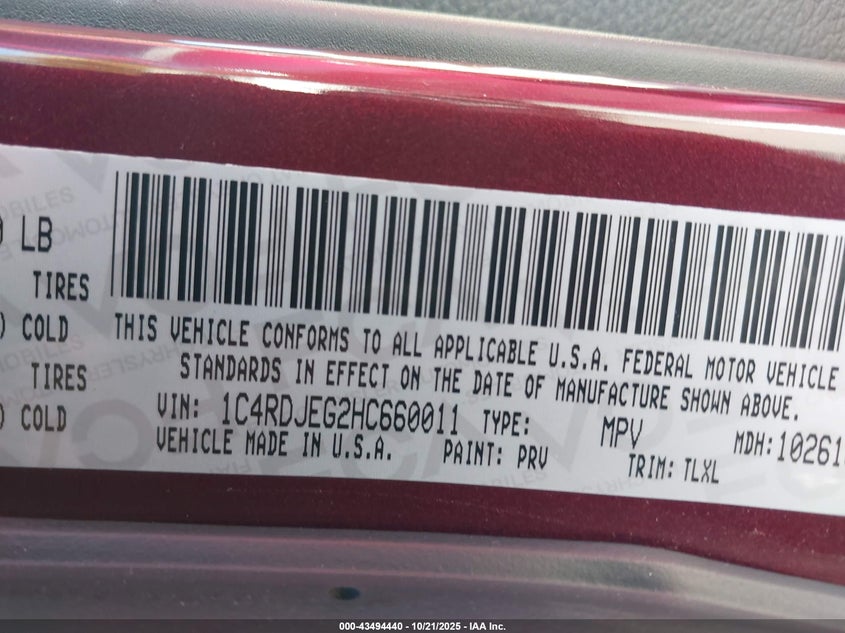 LB
TIRES
COLD
TIRES
COLD
THIS VEHICLE CONFORMS TO ALL APPLICABLE U.S.A. FEDERAL MOTOR VEHICLE
STANDARDS IN EFFECT ON THE DATE OF MANUFACTURE SHOWN ABOVE.
VIN: 1C4RDJEG2HC660011 TYPE: MPV MDH: 10261
VEHICLE MADE IN U.S.A. PAINT: PRV TRIM: TLXL
000-43494440 - 10/21/2025 - IAA Inc.